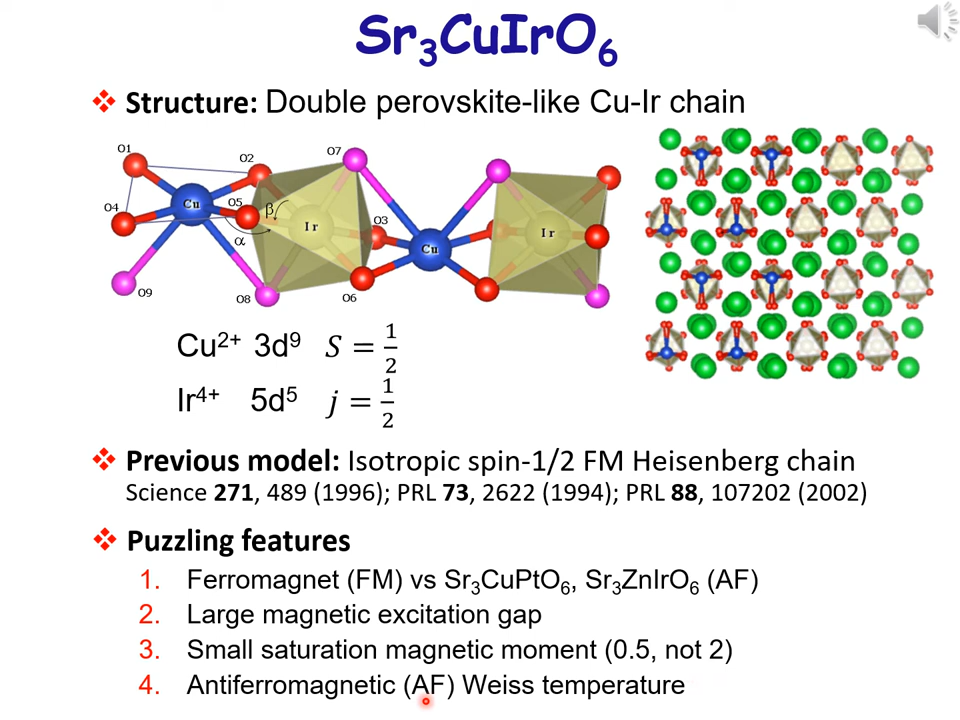 Sr₃CuIrO₆
❖ Structure: Double perovskite-like Cu-Ir chain
O1 O2 O7
Cu O5 β O3
O4 α Ir Cu Ir
O9 O8 O6
Cu²⁺ 3d⁹ S = 1/2
Ir⁴⁺ 5d⁵ j = 1/2
❖ Previous model: Isotropic spin-1/2 FM Heisenberg chain
Science 271, 489 (1996); PRL 73, 2622 (1994); PRL 88, 107202 (2002)
❖ Puzzling features
1. Ferromagnet (FM) vs Sr₃CuPtO₆, Sr₃ZnIrO₆ (AF)
2. Large magnetic excitation gap
3. Small saturation magnetic moment (0.5, not 2)
4. Antiferromagnetic (AF) Weiss temperature